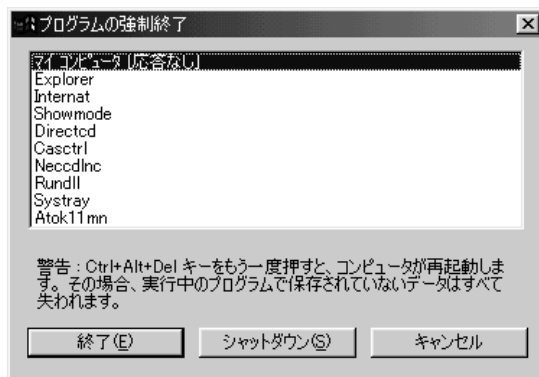 プログラムの強制終了
マイ コンピュータ [応答なし]
Explorer
Internat
Showmode
Directcd
Casctrl
NeccdInc
Rundll
Systray
Atok11mn
警告：Ctrl+Alt+Del キーをもう一度押すと、コンピュータが再起動しま
す。その場合、実行中のプログラムで保存されていないデータはすべて
失われます。
終了(E) シャットダウン(S) キャンセル